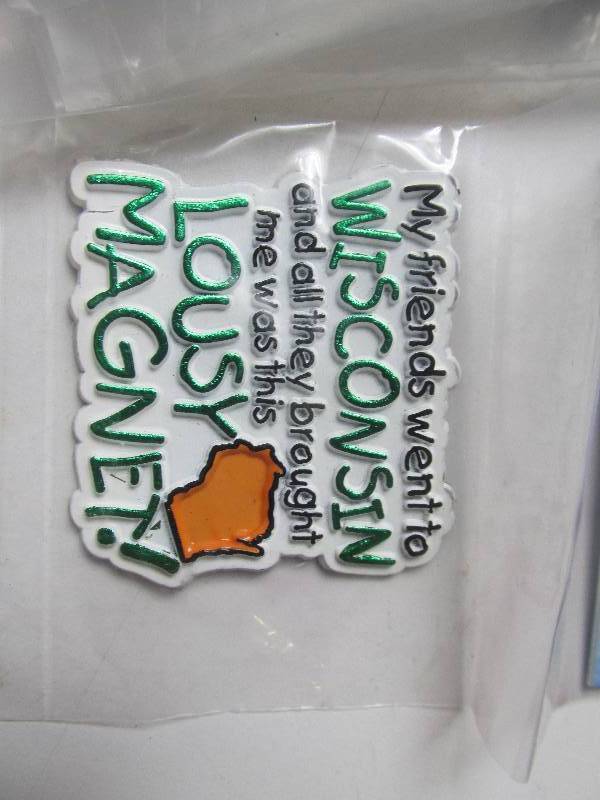 My friends went to
WISCONSIN
and all they brought
me was this
LOUSY
MAGNET!